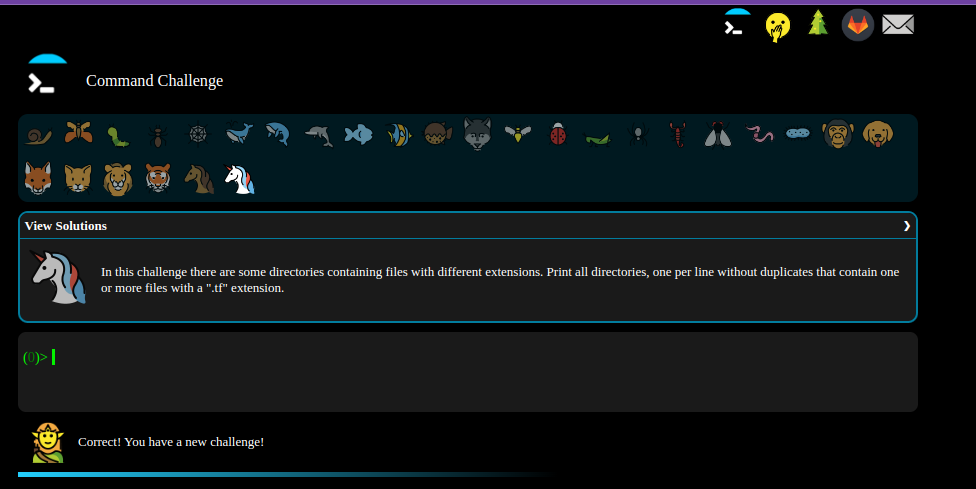 Command Challenge
View Solutions
In this challenge there are some directories containing files with different extensions. Print all directories, one per line without duplicates that contain one
or more files with a ".tf" extension.
(0)>
Correct! You have a new challenge!